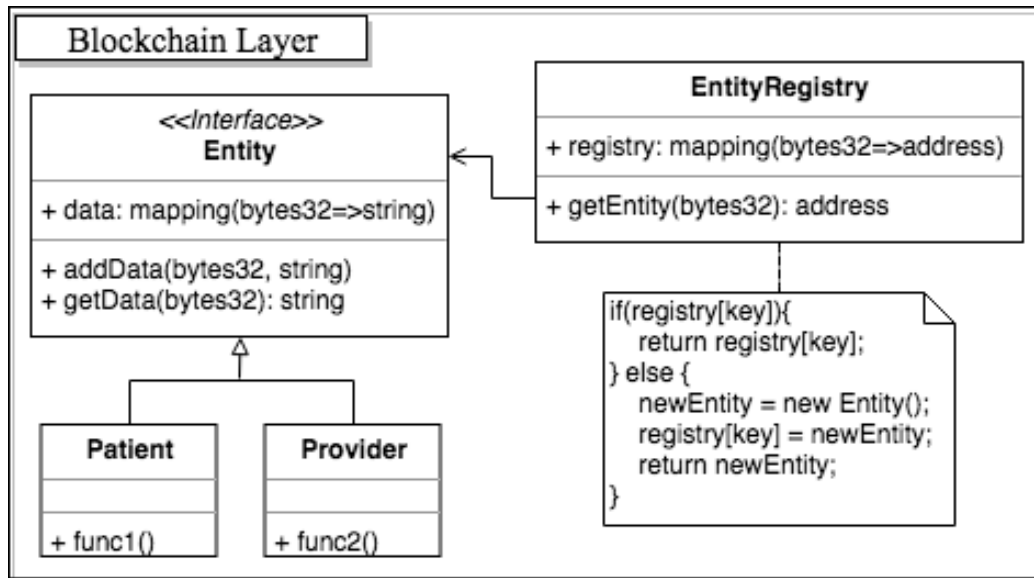 Blockchain Layer
<<Interface>>
Entity
+ data: mapping(bytes32=>string)
+ addData(bytes32, string)
+ getData(bytes32): string
EntityRegistry
+ registry: mapping(bytes32=>address)
+ getEntity(bytes32): address
if(registry[key]){
return registry[key];
} else {
newEntity = new Entity();
registry[key] = newEntity;
return newEntity;
}
Patient
+ func1()
Provider
+ func2()